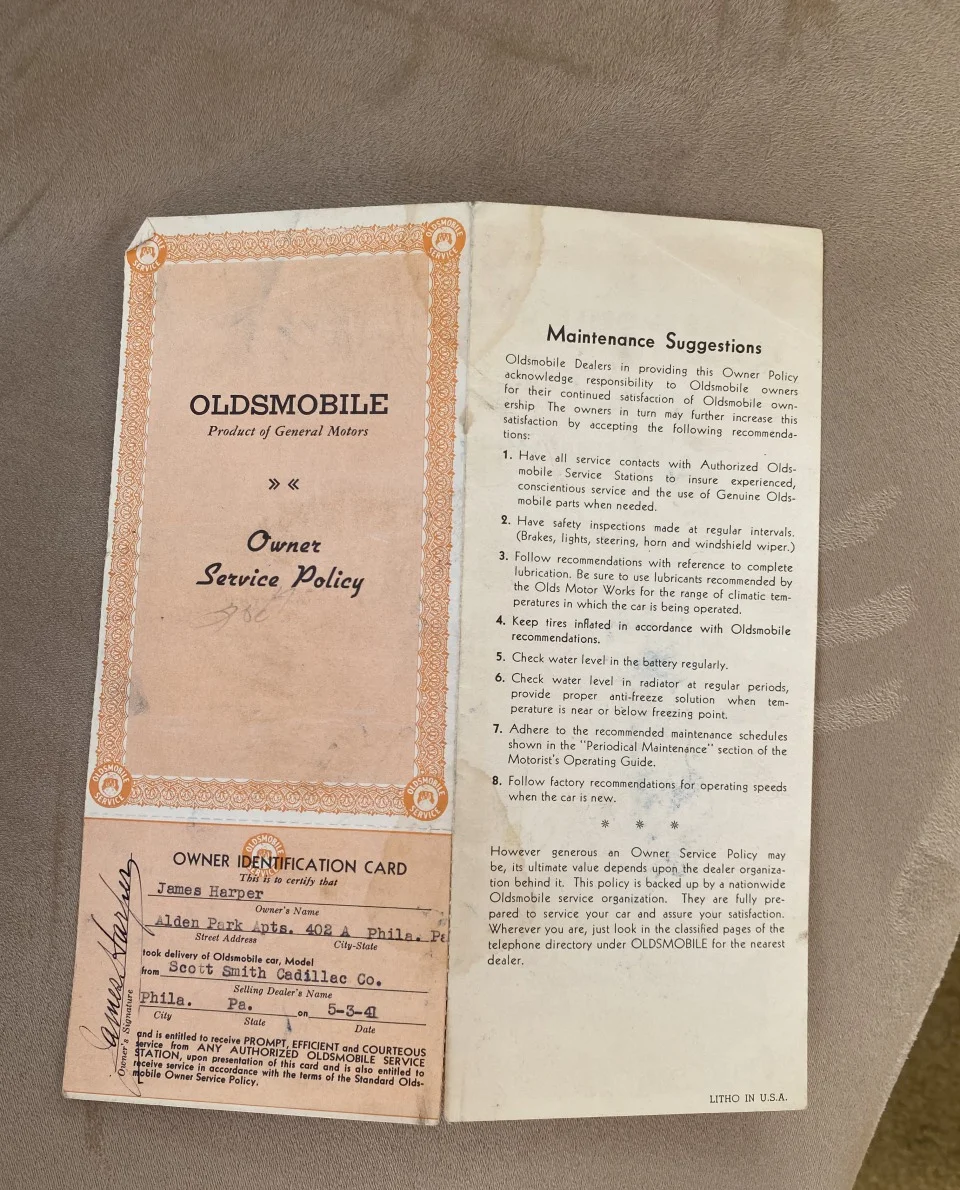 OLDSMOBILE SERVICE
OLDSMOBILE SERVICE
OLDSMOBILE
Product of General Motors
» «
Owner
Service Policy
OLDSMOBILE SERVICE
OLDSMOBILE SERVICE
OLDSMOBILE SERVICE
OWNER IDENTIFICATION CARD
This is to certify that
James Harper
Owner's Name
Alden Park Apts. 402 A Phila. Pa
Street Address City-State
took delivery of Oldsmobile car, Model
from Scott Smith Cadillac Co.
Selling Dealer's Name
Phila. Pa. on 5-3-41
City State Date
and is entitled to receive PROMPT, EFFICIENT and COURTEOUS
service from ANY AUTHORIZED OLDSMOBILE SERVICE
STATION, upon presentation of this card and is also entitled to
receive service in accordance with the terms of the Standard Olds-
mobile Owner Service Policy.
James Harper
Owner's Signature
Maintenance Suggestions
Oldsmobile Dealers in providing this Owner Policy
acknowledge responsibility to Oldsmobile owners
for their continued satisfaction of Oldsmobile own-
ership The owners in turn may further increase this
satisfaction by accepting the following recommenda-
tions:
1. Have all service contacts with Authorized Olds-
mobile Service Stations to insure experienced,
conscientious service and the use of Genuine Olds-
mobile parts when needed.
2. Have safety inspections made at regular intervals.
(Brakes, lights, steering, horn and windshield wiper.)
3. Follow recommendations with reference to complete
lubrication. Be sure to use lubricants recommended by
the Olds Motor Works for the range of climatic tem-
peratures in which the car is being operated.
4. Keep tires inflated in accordance with Oldsmobile
recommendations.
5. Check water level in the battery regularly.
6. Check water level in radiator at regular periods,
provide proper anti-freeze solution when tem-
perature is near or below freezing point.
7. Adhere to the recommended maintenance schedules
shown in the "Periodical Maintenance" section of the
Motorist's Operating Guide.
8. Follow factory recommendations for operating speeds
when the car is new.
* * *
However generous an Owner Service Policy may
be, its ultimate value depends upon the dealer organiza-
tion behind it. This policy is backed up by a nationwide
Oldsmobile service organization. They are fully pre-
pared to service your car and assure your satisfaction.
Wherever you are, just look in the classified pages of the
telephone directory under OLDSMOBILE for the nearest
dealer.
LITHO IN U.S.A.